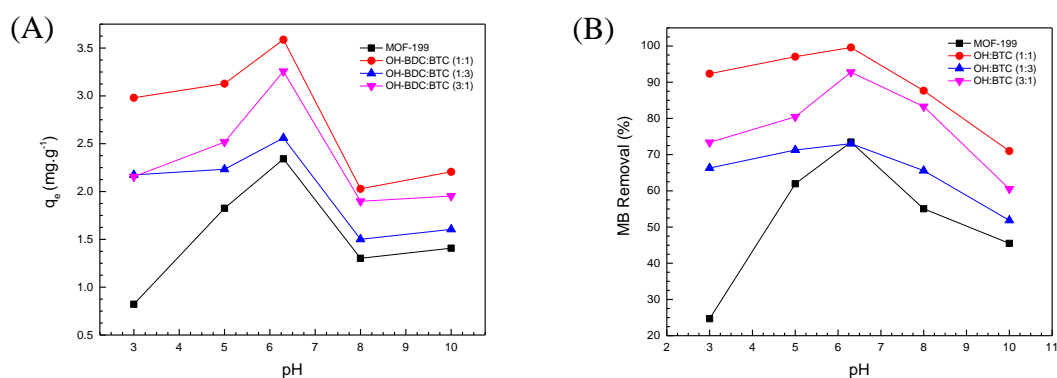 (A)
3.5
3.0
2.5
2.0
1.5
1.0
0.5
qₑ (mg.g⁻¹)
MOF-199
OH-BDC:BTC (1:1)
OH-BDC:BTC (1:3)
OH-BDC:BTC (3:1)
3 4 5 6 7 8 9 10
pH
(B)
100
90
80
70
60
50
40
30
20
MB Removal (%)
MOF-199
OH:BTC (1:1)
OH:BTC (1:3)
OH:BTC (3:1)
2 3 4 5 6 7 8 9 10 11
pH